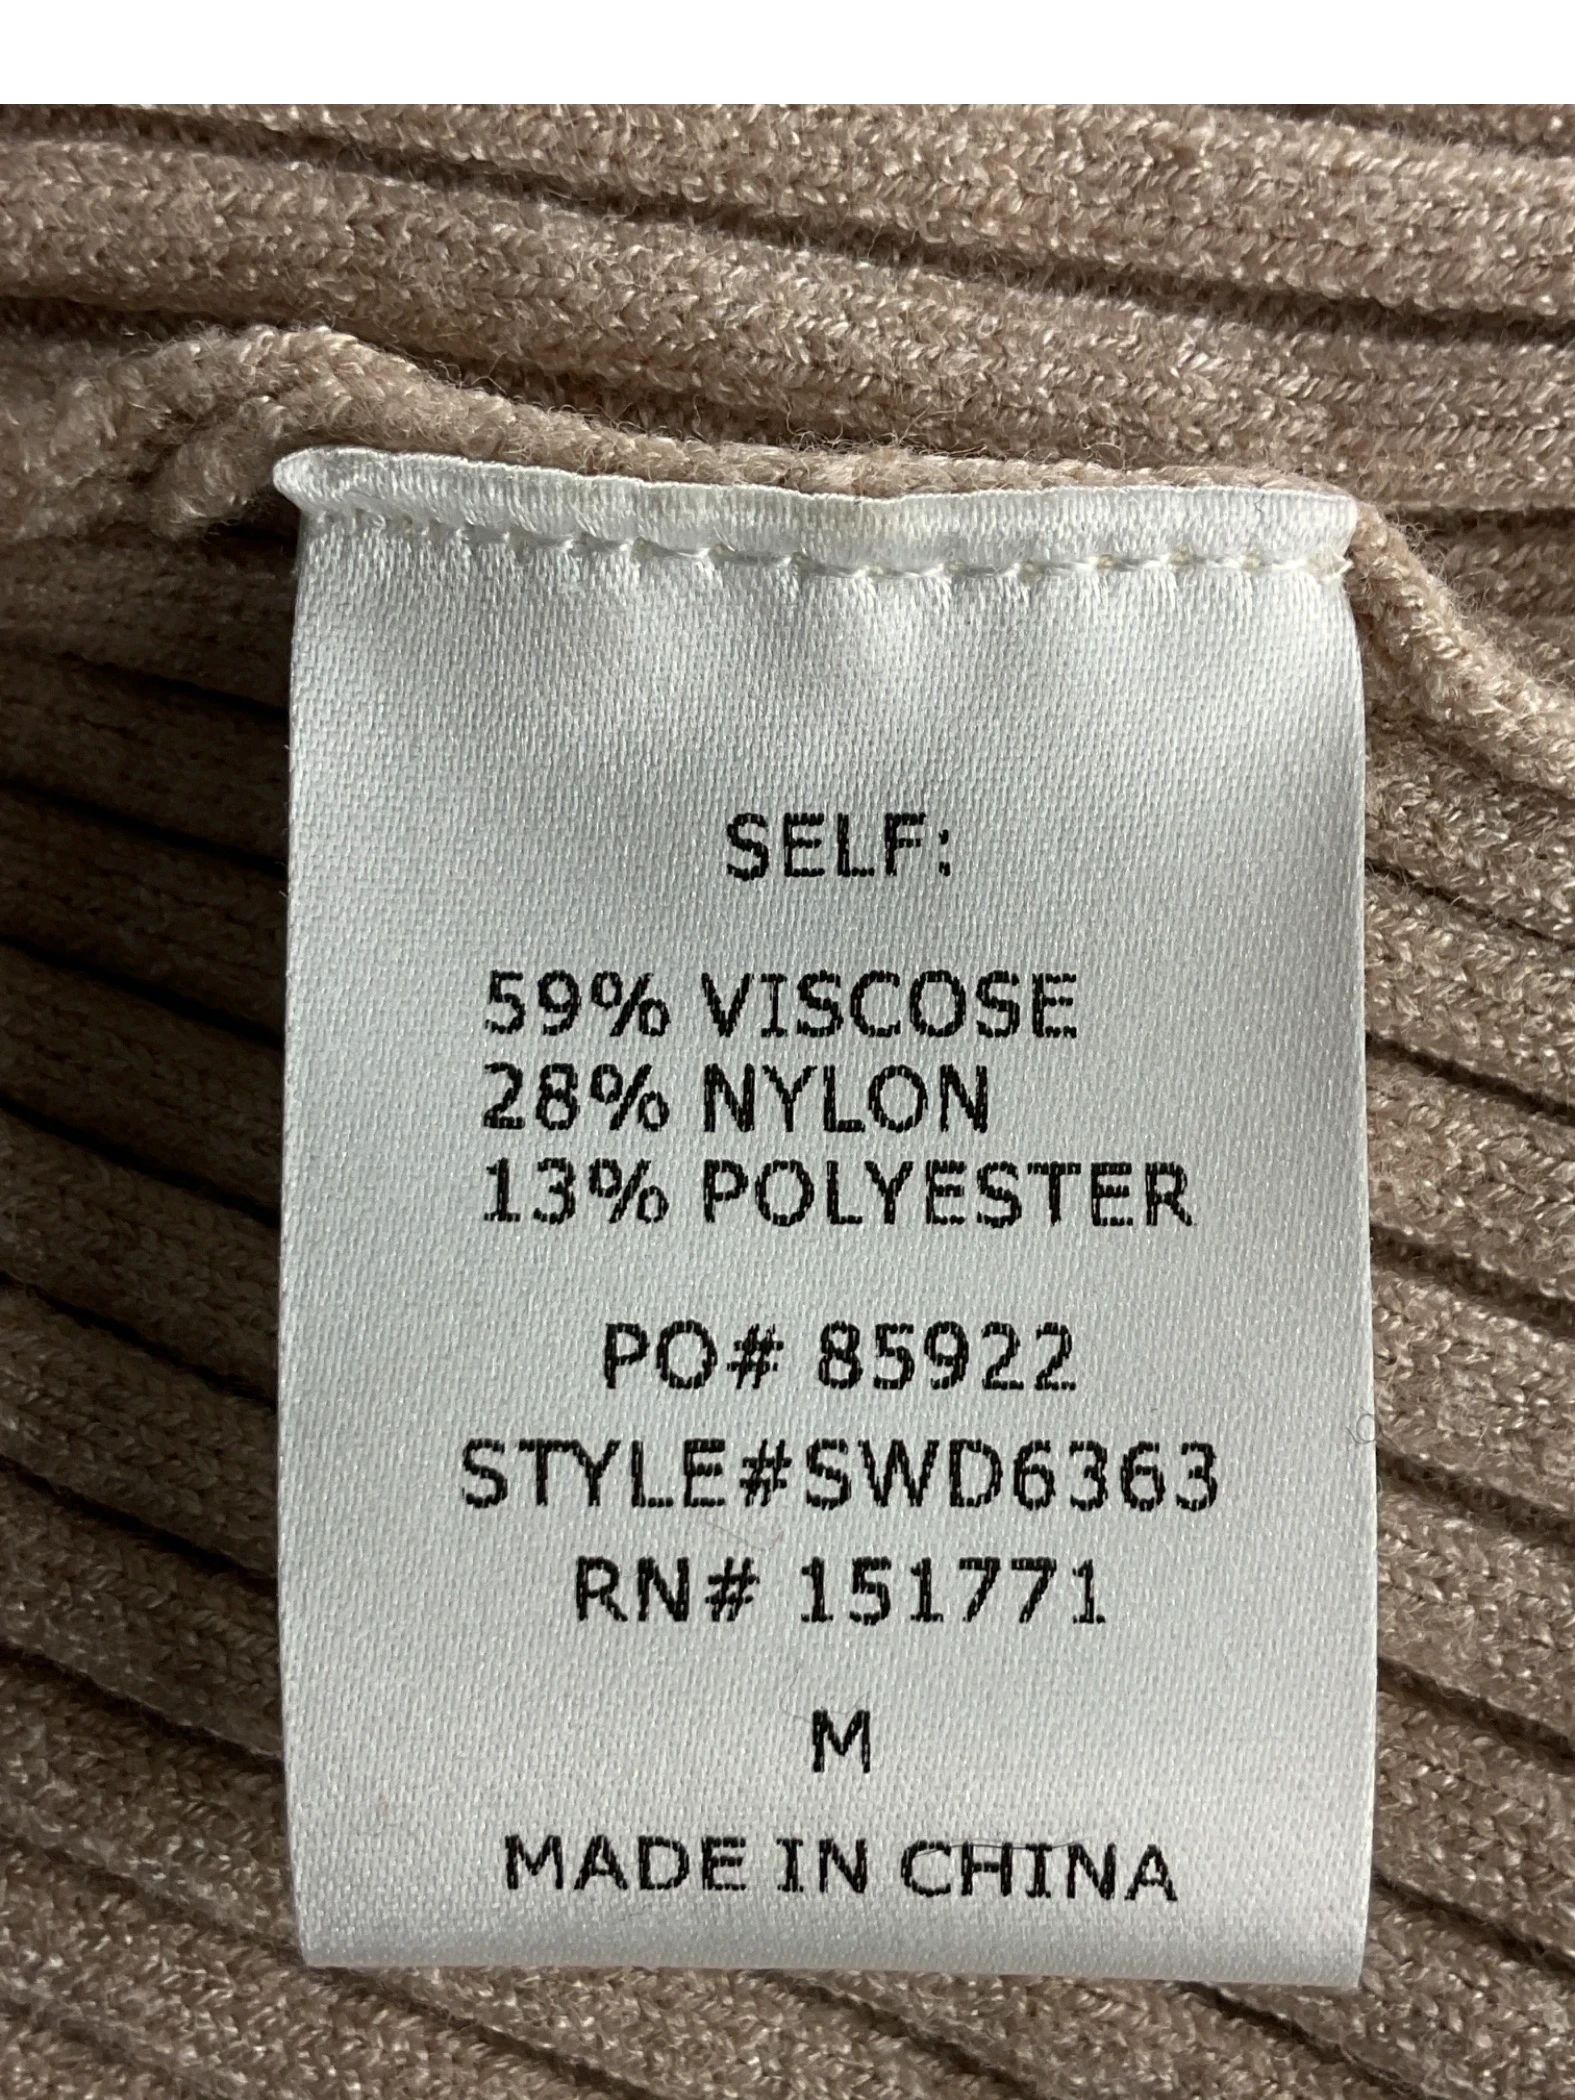 SELF:
59% VISCOSE
28% NYLON
13% POLYESTER
PO# 85922
STYLE#SWD6363
RN# 151771
M
MADE IN CHINA